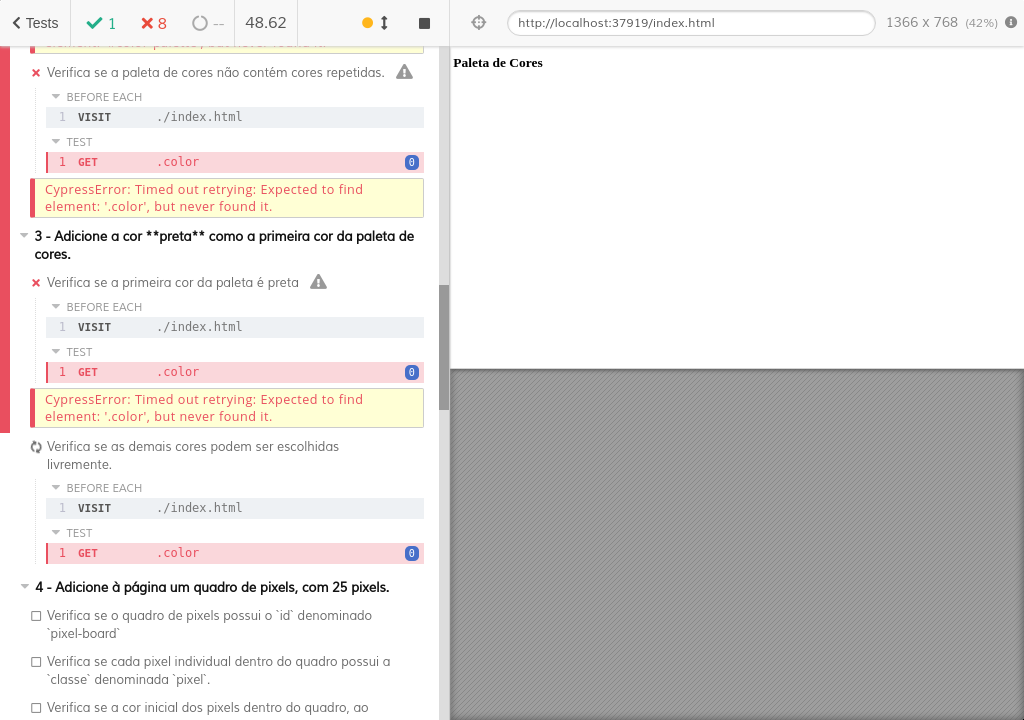 Tests 1 8 -- 48.62 http://localhost:37919/index.html 1366 x 768 (42%)
element: '.color-palette', but never found it.
Paleta de Cores
Verifica se a paleta de cores não contém cores repetidas.
BEFORE EACH
1 VISIT ./index.html
TEST
1 GET .color 0
CypressError: Timed out retrying: Expected to find
element: '.color', but never found it.
3 - Adicione a cor **preta** como a primeira cor da paleta de
cores.
Verifica se a primeira cor da paleta é preta
BEFORE EACH
1 VISIT ./index.html
TEST
1 GET .color 0
CypressError: Timed out retrying: Expected to find
element: '.color', but never found it.
Verifica se as demais cores podem ser escolhidas
livremente.
BEFORE EACH
1 VISIT ./index.html
TEST
1 GET .color 0
4 - Adicione à página um quadro de pixels, com 25 pixels.
Verifica se o quadro de pixels possui o `id` denominado
`pixel-board`
Verifica se cada pixel individual dentro do quadro possui a
`classe` denominada `pixel`.
Verifica se a cor inicial dos pixels dentro do quadro, ao